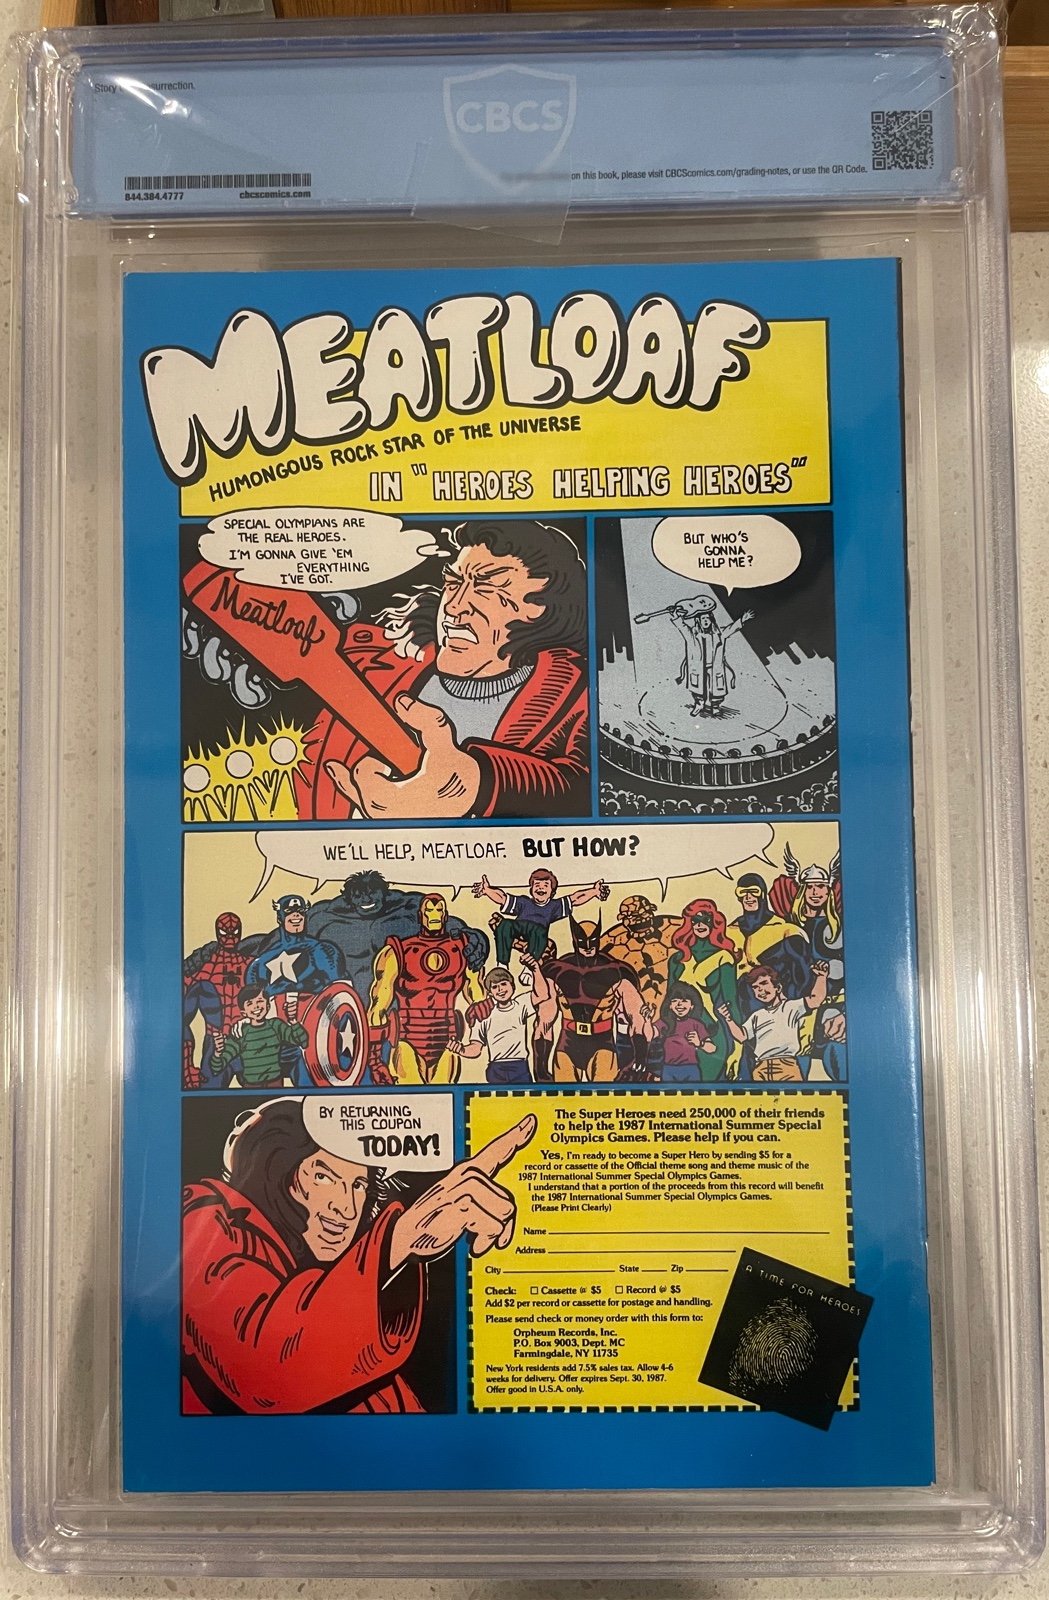 Story
surrection.
CBCS
on this book, please visit CBCScomics.com/grading-notes, or use the QR Code.
844.384.4777
cbcscomics.com
MEATLOAF
HUMONGOUS ROCK STAR OF THE UNIVERSE
IN "HEROES HELPING HEROES"
SPECIAL OLYMPIANS ARE
THE REAL HEROES.
I'M GONNA GIVE 'EM
EVERYTHING
I'VE GOT.
Meatloaf
BUT WHO'S
GONNA
HELP ME?
WE'LL HELP, MEATLOAF. BUT HOW?
A
BY RETURNING
THIS COUPON
TODAY!
The Super Heroes need 250,000 of their friends
to help the 1987 International Summer Special
Olympics Games. Please help if you can.
Yes, I'm ready to become a Super Hero by sending $5 for a
record or cassette of the Official theme song and theme music of the
1987 International Summer Special Olympics Games.
I understand that a portion of the proceeds from this record will benefit
the 1987 International Summer Special Olympics Games.
(Please Print Clearly)
Name
Address
City State Zip
Check: Cassette @ $5 Record @ $5
Add $2 per record or cassette for postage and handling.
Please send check or money order with this form to:
Orpheum Records, Inc.
P.O. Box 9003, Dept. MC
Farmingdale, NY 11735
New York residents add 7.5% sales tax. Allow 4-6
weeks for delivery. Offer expires Sept. 30, 1987.
Offer good in U.S.A. only.
A TIME FOR HEROES